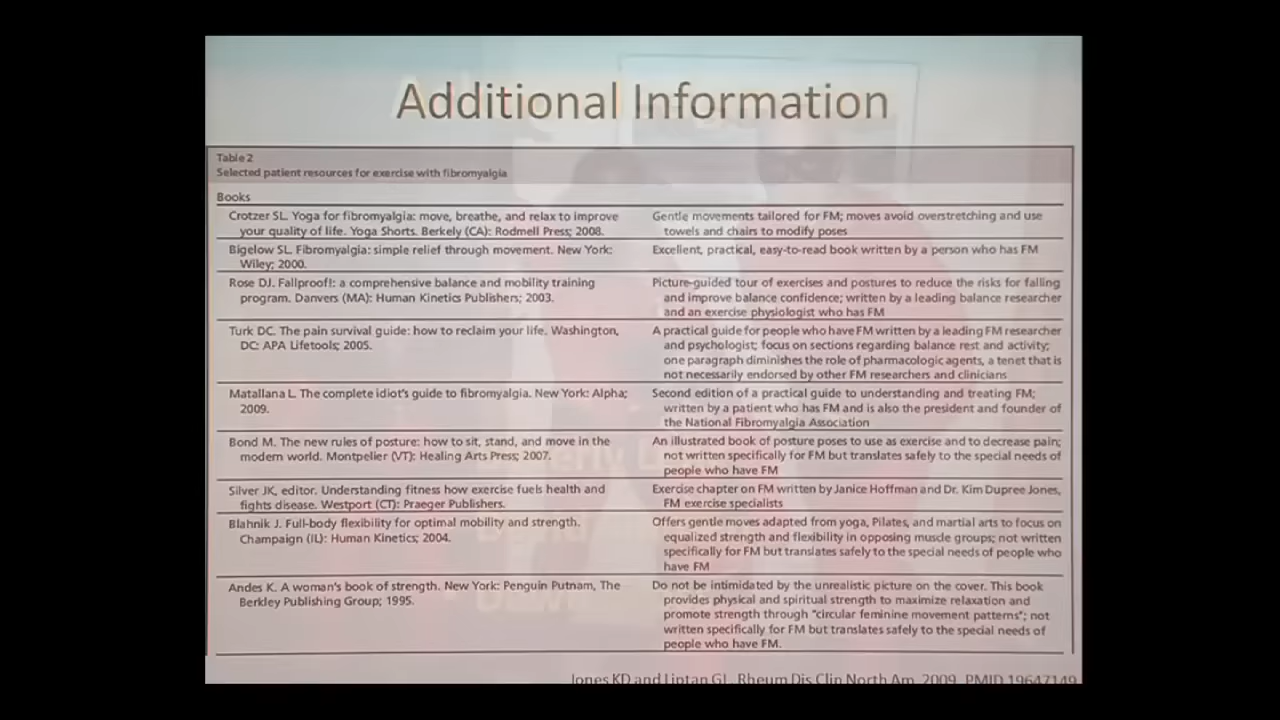 Additional Information
Table 2
Selected patient resources for exercise with fibromyalgia
Books
Crotzer SL. Yoga for fibromyalgia: move, breathe, and relax to improve
your quality of life. Yoga Shorts. Berkely (CA): Rodmell Press; 2008.
Gentle movements tailored for FM; moves avoid overstretching and use
towels and chairs to modify poses
Bigelow SL. Fibromyalgia: simple relief through movement. New York:
Wiley; 2000.
Excellent, practical, easy-to-read book written by a person who has FM
Rose DJ. Fallproof!: a comprehensive balance and mobility training
program. Danvers (MA): Human Kinetics Publishers; 2003.
Picture-guided tour of exercises and postures to reduce the risks for falling
and improve balance confidence; written by a leading balance researcher
and an exercise physiologist who has FM
Turk DC. The pain survival guide: how to reclaim your life. Washington,
DC: APA Lifetools; 2005.
A practical guide for people who have FM written by a leading FM researcher
and psychologist; focus on sections regarding balance rest and activity;
one paragraph diminishes the role of pharmacologic agents, a tenet that is
not necessarily endorsed by other FM researchers and clinicians
Matallana L. The complete idiot's guide to fibromyalgia. New York: Alpha;
2009.
Second edition of a practical guide to understanding and treating FM;
written by a patient who has FM and is also the president and founder of
the National Fibromyalgia Association
Bond M. The new rules of posture: how to sit, stand, and move in the
modern world. Montpelier (VT): Healing Arts Press; 2007.
An illustrated book of posture poses to use as exercise and to decrease pain;
not written specifically for FM but translates safely to the special needs of
people who have FM
Silver JK, editor. Understanding fitness how exercise fuels health and
fights disease. Westport (CT): Praeger Publishers.
Exercise chapter on FM written by Janice Hoffman and Dr. Kim Dupree Jones,
FM exercise specialists
Blahnik J. Full-body flexibility for optimal mobility and strength.
Champaign (IL): Human Kinetics; 2004.
Offers gentle moves adapted from yoga, Pilates, and martial arts to focus on
equalized strength and flexibility in opposing muscle groups; not written
specifically for FM but translates safely to the special needs of people who
have FM
Andes K. A woman's book of strength. New York: Penguin Putnam, The
Berkley Publishing Group; 1995.
Do not be intimidated by the unrealistic picture on the cover. This book
provides physical and spiritual strength to maximize relaxation and
promote strength through "circular feminine movement patterns"; not
written specifically for FM but translates safely to the special needs of
people who have FM.
Jones KD and Liptan GL. Rheum Dis Clin North Am. 2009. PMID 19647149